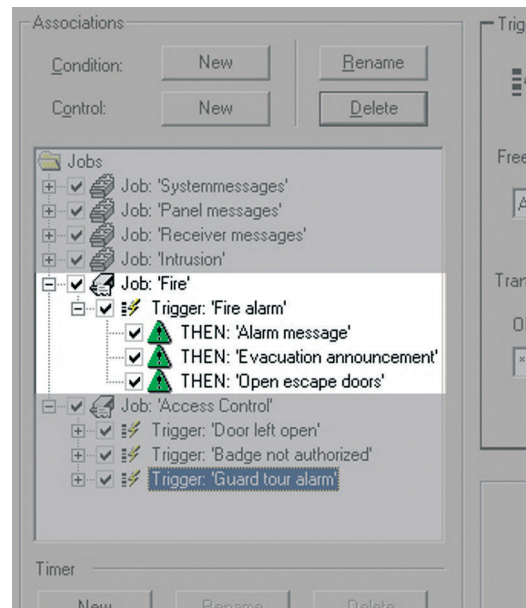 Associations
Condition: New Rename
Control: New Delete
Jobs
Job: 'Systemmessages'
Job: 'Panel messages'
Job: 'Receiver messages'
Job: 'Intrusion'
Job: 'Fire'
Trigger: 'Fire alarm'
THEN: 'Alarm message'
THEN: 'Evacuation announcement'
THEN: 'Open escape doors'
Job: 'Access Control'
Trigger: 'Door left open'
Trigger: 'Badge not authorized'
Trigger: 'Guard tour alarm'
Timer
New Rename Delete
Trig
Free
A
Tran
*